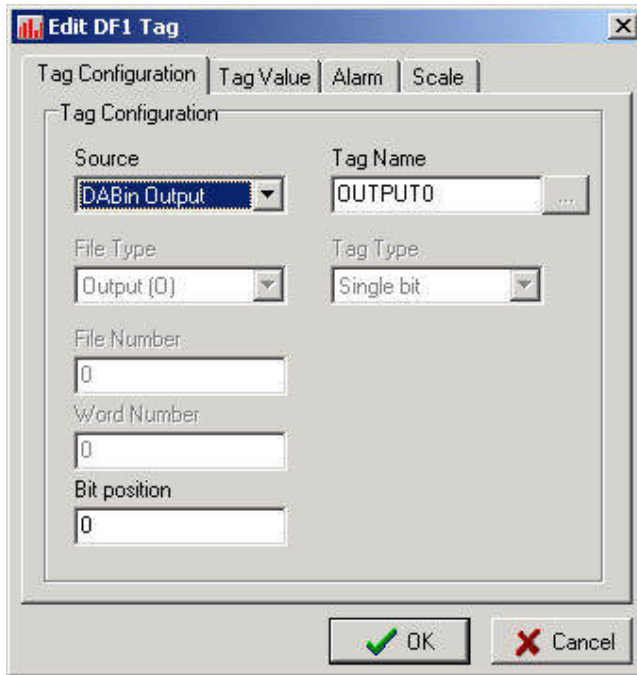 Edit DF1 Tag
Tag Configuration Tag Value Alarm Scale
Tag Configuration
Source Tag Name
DABin Output OUTPUT0 ...
File Type Tag Type
Output (O) Single bit
File Number
0
Word Number
0
Bit position
0
OK Cancel